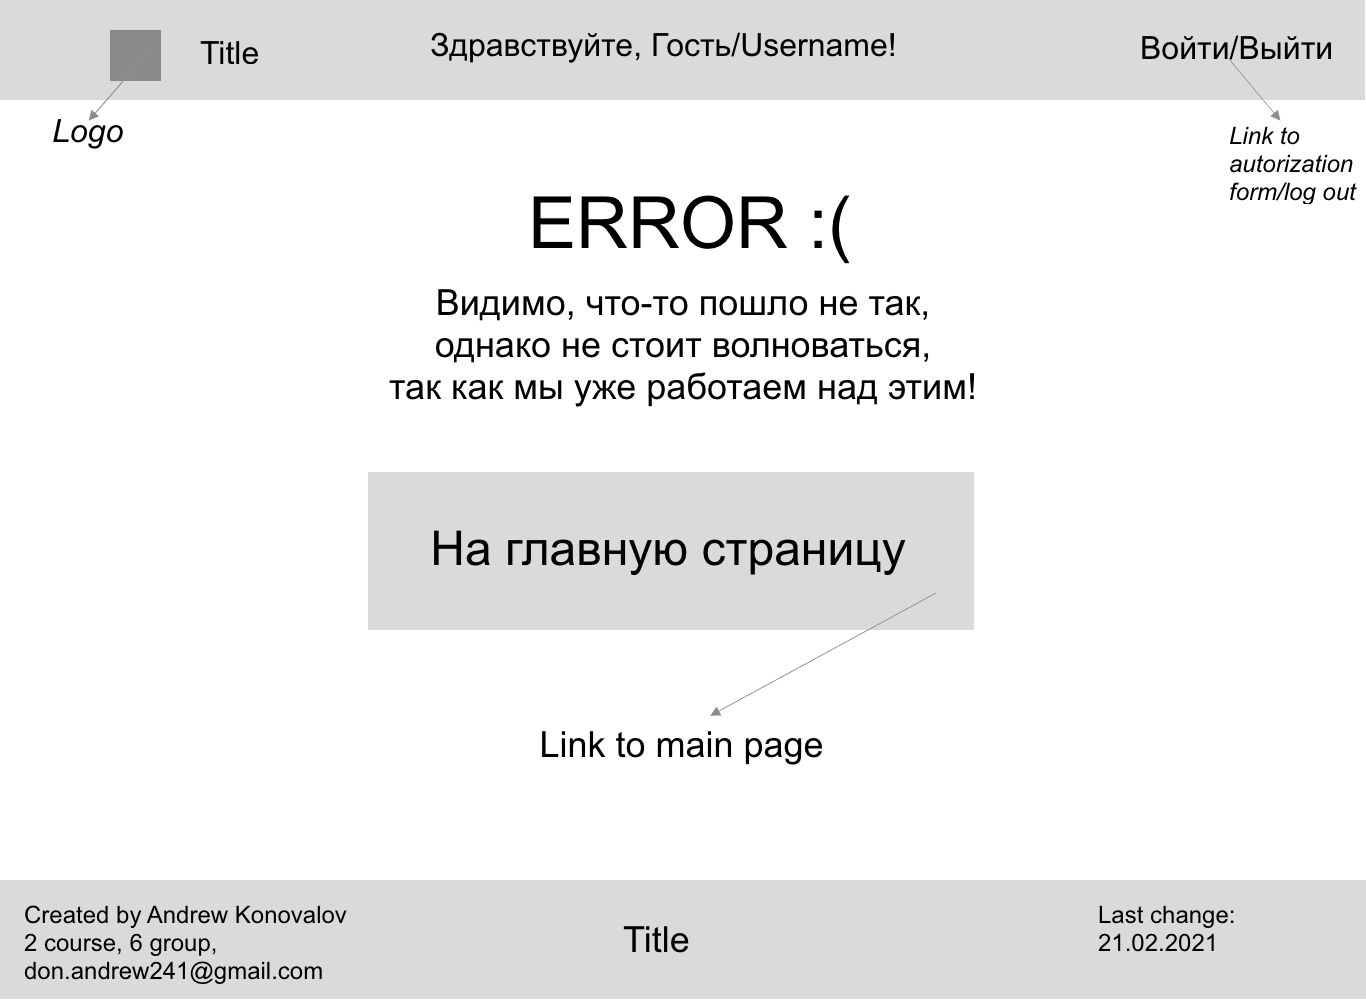 Title
Здравствуйте, Гость/Username!
Войти/Выйти
Logo
Link to
autorization
form/log out
ERROR :(
Видимо, что-то пошло не так,
однако не стоит волноваться,
так как мы уже работаем над этим!
На главную страницу
Link to main page
Created by Andrew Konovalov
2 course, 6 group,
don.andrew241@gmail.com
Title
Last change:
21.02.2021